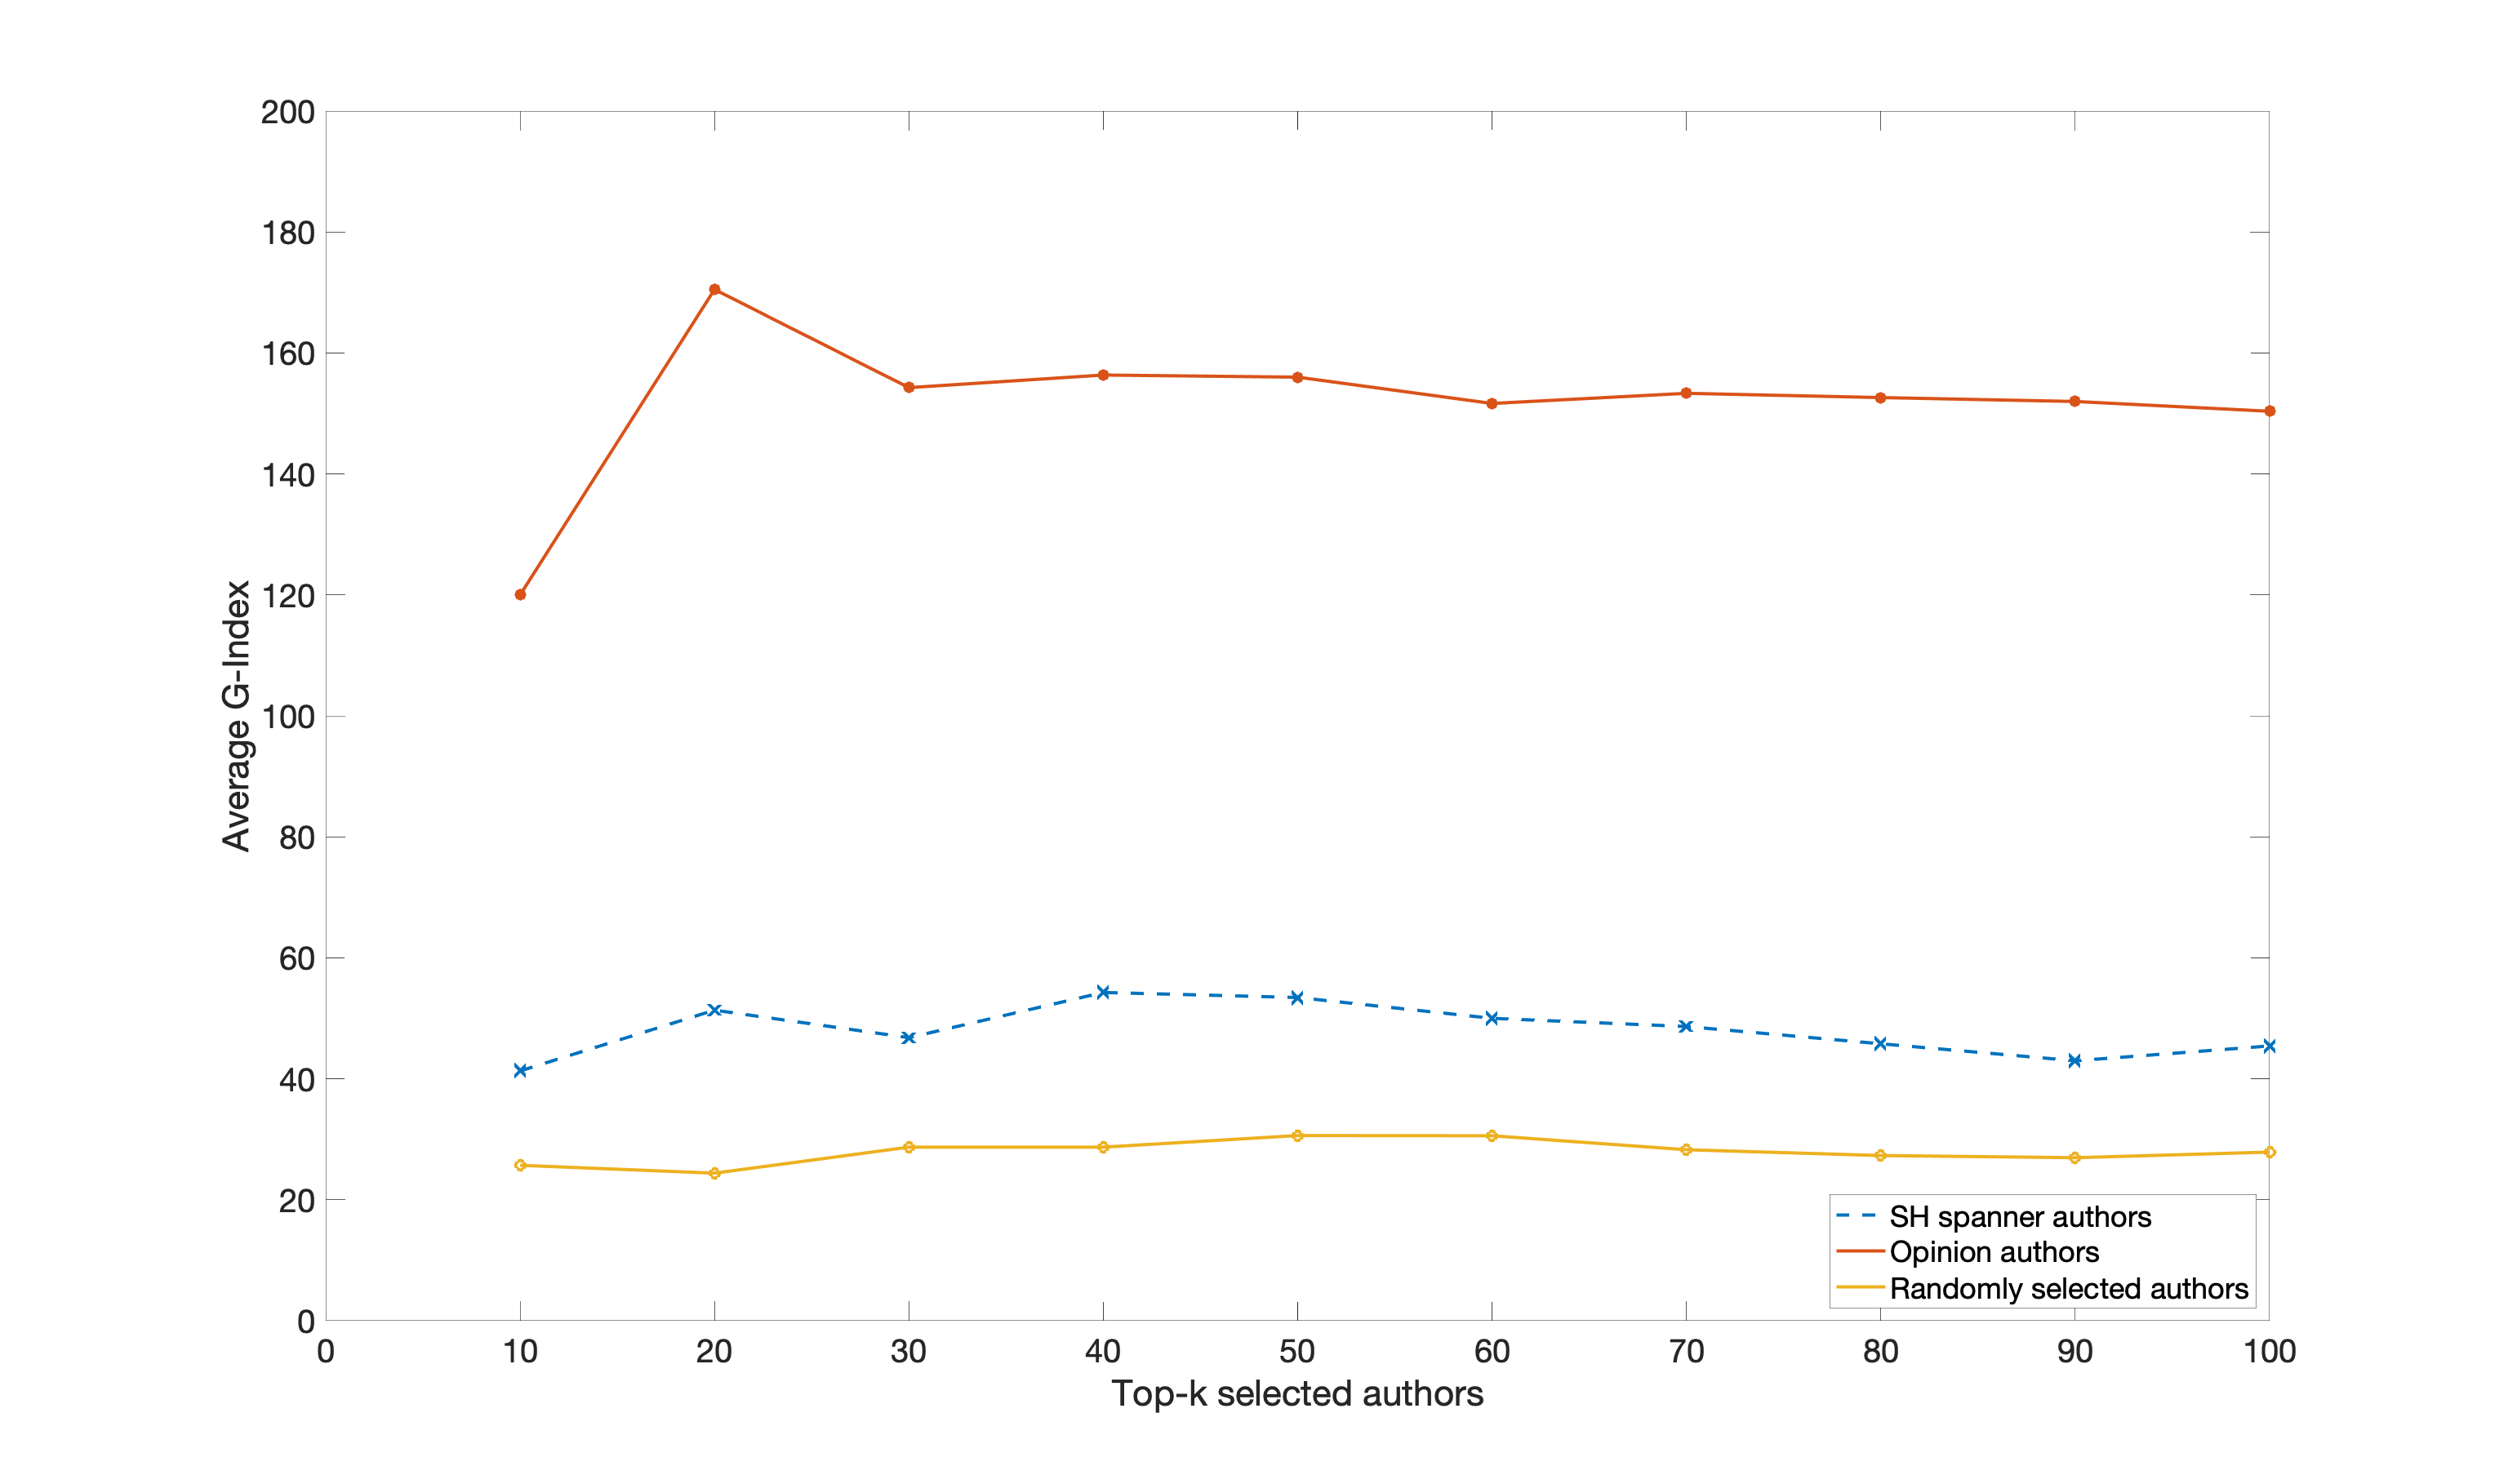 200
180
160
140
120
100
80
60
40
20
0
Average G-Index
0 10 20 30 40 50 60 70 80 90 100
Top-k selected authors
SH spanner authors
Opinion authors
Randomly selected authors